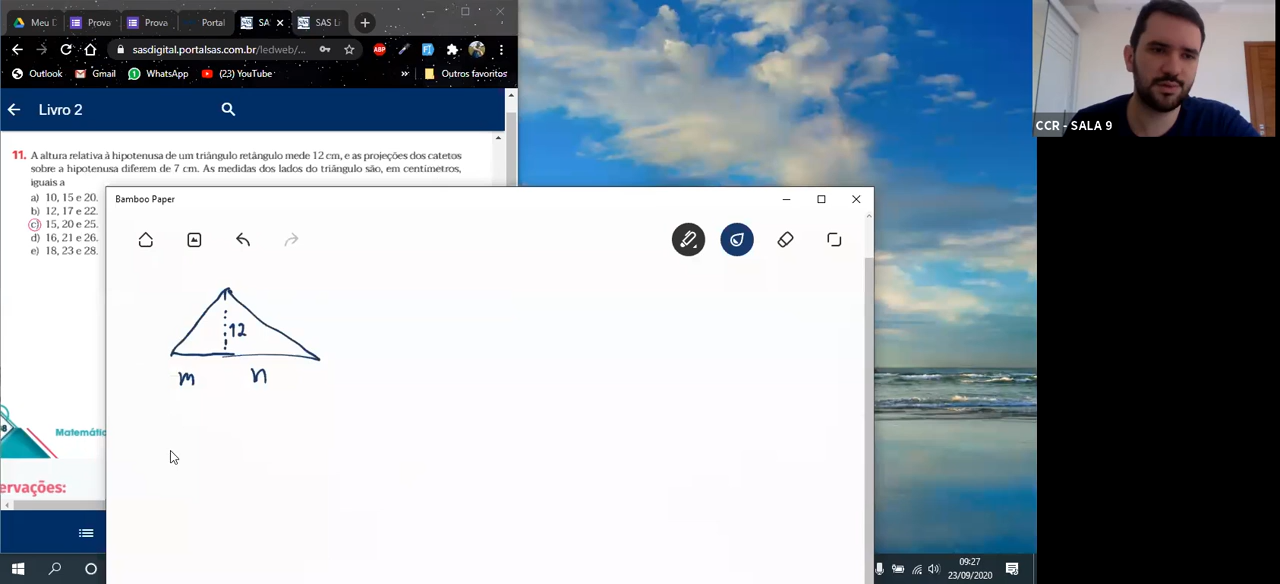 Meu D
Prova
Prova
Portal
SAS
SAS L
sasdigital.portalsas.com.br/ledweb/...
ABP
Outlook
Gmail
WhatsApp
(23) YouTube
Outros favoritos
Livro 2
11. A altura relativa à hipotenusa de um triângulo retângulo mede 12 cm, e as projeções dos catetos
sobre a hipotenusa diferem de 7 cm. As medidas dos lados do triângulo são, em centímetros,
iguais a
a) 10, 15 e 20.
b) 12, 17 e 22.
c) 15, 20 e 25.
d) 16, 21 e 26.
e) 18, 23 e 28.
Matemátic
ervações:
Bamboo Paper
12
m n
CCR - SALA 9
09:27
23/09/2020